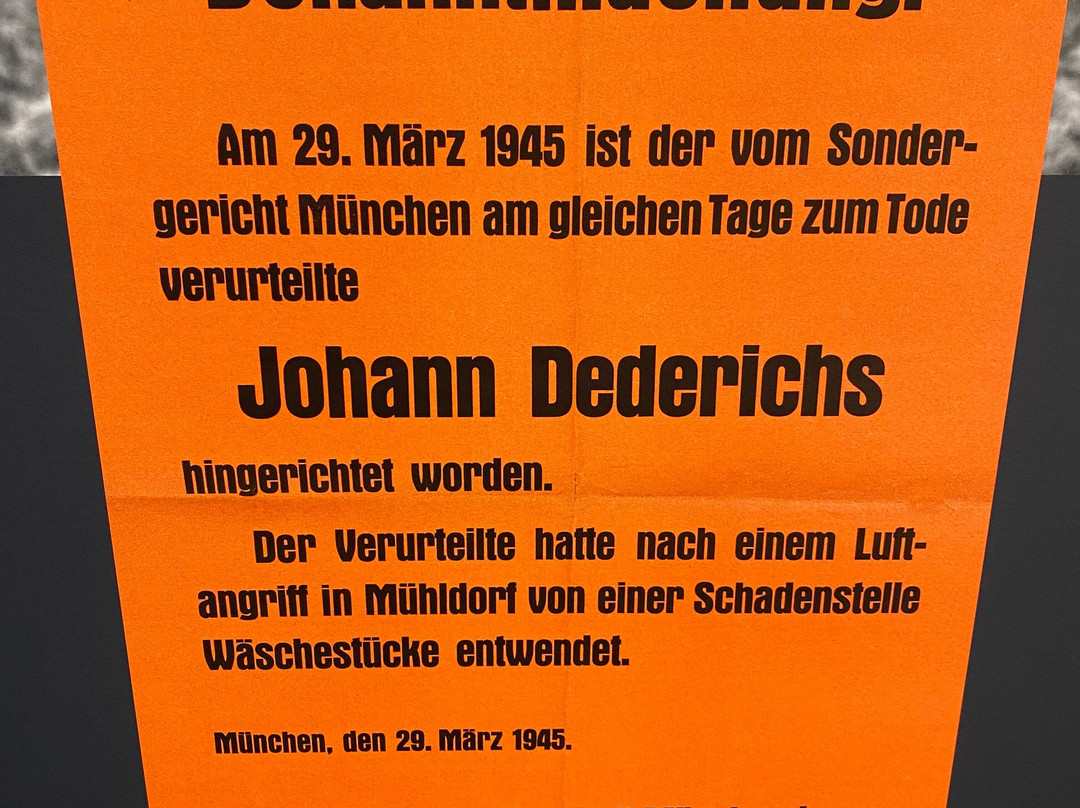 Bekanntmachung.
Am 29. März 1945 ist der vom Sonder-
gericht München am gleichen Tage zum Tode
verurteilte
Johann Dederichs
hingerichtet worden.
Der Verurteilte hatte nach einem Luft-
angriff in Mühldorf von einer Schadenstelle
Wäschestücke entwendet.
München, den 29. März 1945.